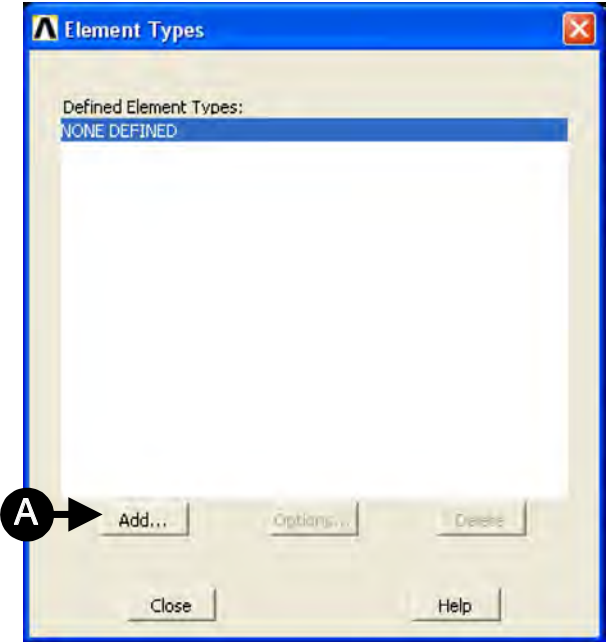 Element Types
Defined Element Types:
NONE DEFINED
A
Add... Options... Delete
Close Help